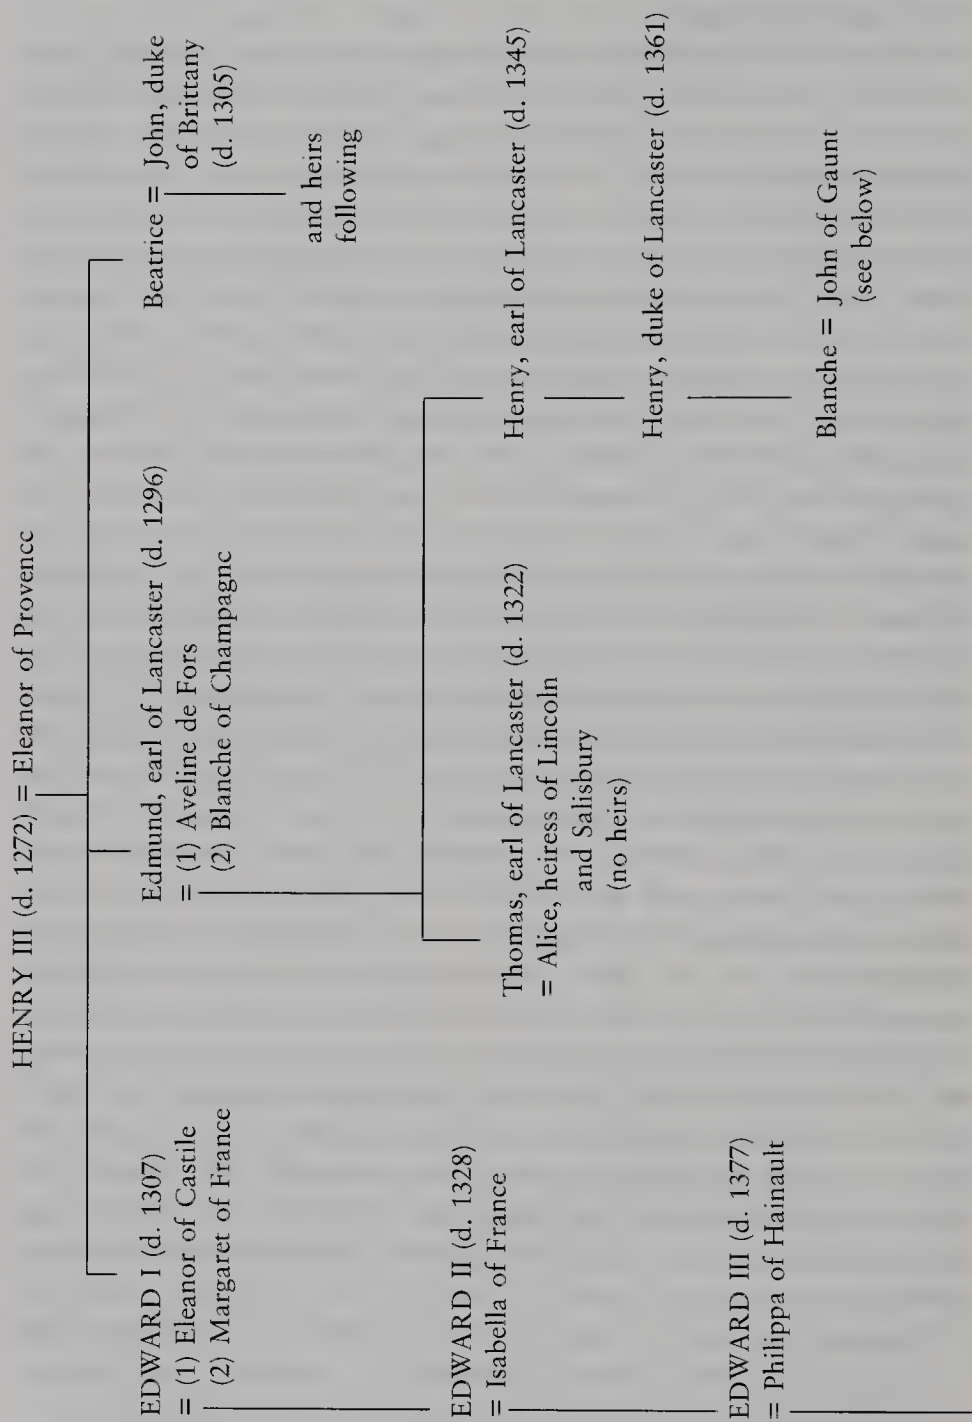 HENRY III (d. 1272) = Eleanor of Provence
EDWARD I (d. 1307)
= (1) Eleanor of Castile
(2) Margaret of France
Edmund, earl of Lancaster (d. 1296)
= (1) Aveline de Fors
(2) Blanche of Champagne
Beatrice = John, duke
of Brittany
(d. 1305)
and heirs
following
EDWARD II (d. 1328)
= Isabella of France
Thomas, earl of Lancaster (d. 1322)
= Alice, heiress of Lincoln
and Salisbury
(no heirs)
Henry, earl of Lancaster (d. 1345)
Henry, duke of Lancaster (d. 1361)
EDWARD III (d. 1377)
= Philippa of Hainault
Blanche = John of Gaunt
(see below)